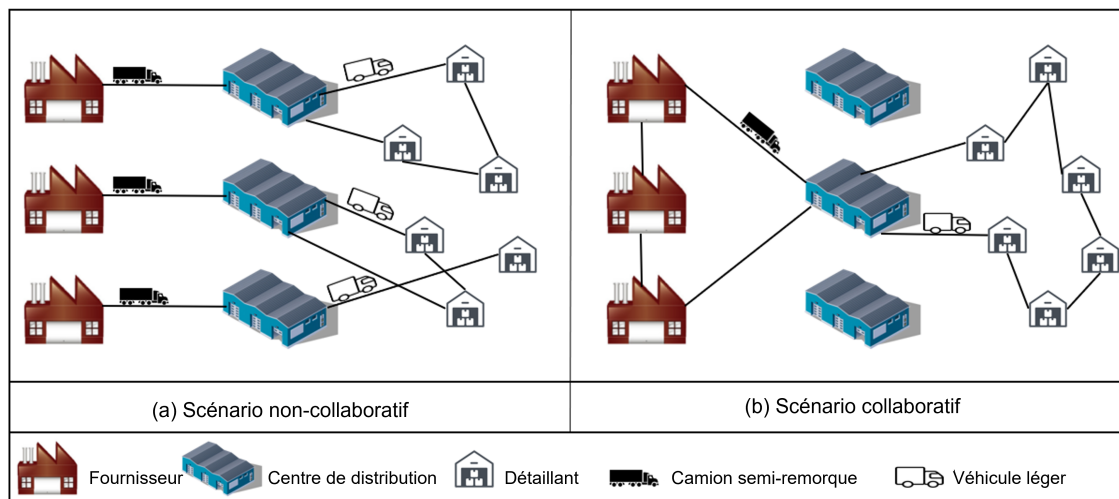 (a) Scénario non-collaboratif
(b) Scénario collaboratif
Fournisseur
Centre de distribution
Détaillant
Camion semi-remorque
Véhicule léger